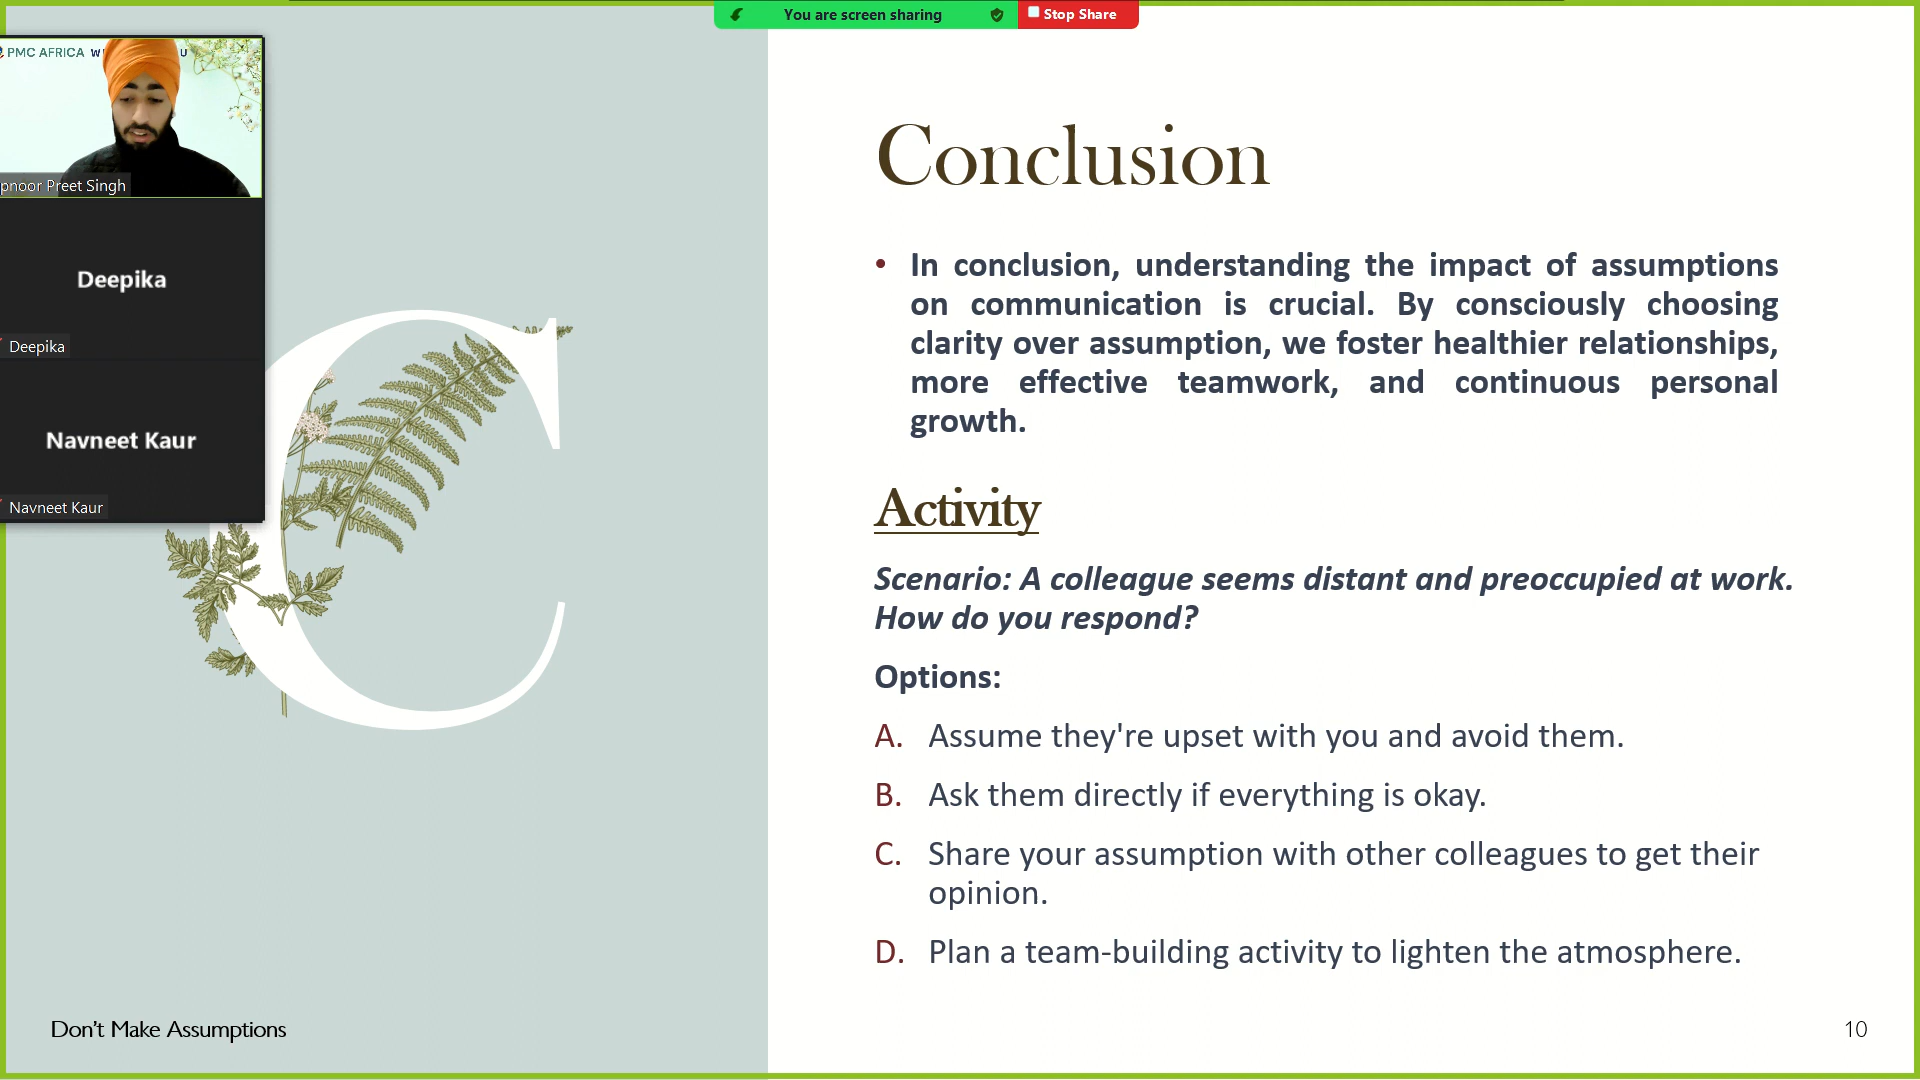 You are screen sharing
Stop Share
PMC AFRICA
pnoor Preet Singh
Deepika
Deepika
Navneet Kaur
Navneet Kaur
C
Conclusion
• In conclusion, understanding the impact of assumptions
on communication is crucial. By consciously choosing
clarity over assumption, we foster healthier relationships,
more effective teamwork, and continuous personal
growth.
Activity
Scenario: A colleague seems distant and preoccupied at work.
How do you respond?
Options:
A. Assume they're upset with you and avoid them.
B. Ask them directly if everything is okay.
C. Share your assumption with other colleagues to get their
opinion.
D. Plan a team-building activity to lighten the atmosphere.
Don’t Make Assumptions
10